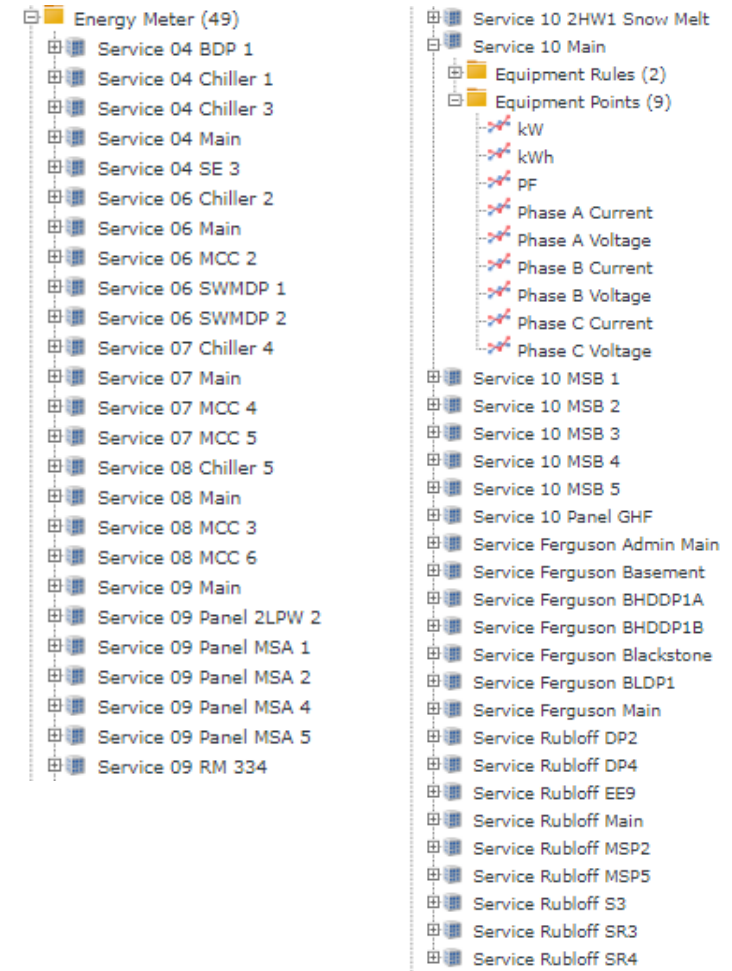 Energy Meter (49)
Service 04 BDP 1
Service 04 Chiller 1
Service 04 Chiller 3
Service 04 Main
Service 04 SE 3
Service 06 Chiller 2
Service 06 Main
Service 06 MCC 2
Service 06 SWMDP 1
Service 06 SWMDP 2
Service 07 Chiller 4
Service 07 Main
Service 07 MCC 4
Service 07 MCC 5
Service 08 Chiller 5
Service 08 Main
Service 08 MCC 3
Service 08 MCC 6
Service 09 Main
Service 09 Panel 2LPW 2
Service 09 Panel MSA 1
Service 09 Panel MSA 2
Service 09 Panel MSA 4
Service 09 Panel MSA 5
Service 09 RM 334
Service 10 2HW1 Snow Melt
Service 10 Main
Equipment Rules (2)
Equipment Points (9)
kW
kWh
PF
Phase A Current
Phase A Voltage
Phase B Current
Phase B Voltage
Phase C Current
Phase C Voltage
Service 10 MSB 1
Service 10 MSB 2
Service 10 MSB 3
Service 10 MSB 4
Service 10 MSB 5
Service 10 Panel GHF
Service Ferguson Admin Main
Service Ferguson Basement
Service Ferguson BHDDP1A
Service Ferguson BHDDP1B
Service Ferguson Blackstone
Service Ferguson BLDP1
Service Ferguson Main
Service Rubloff DP2
Service Rubloff DP4
Service Rubloff EE9
Service Rubloff Main
Service Rubloff MSP2
Service Rubloff MSP5
Service Rubloff S3
Service Rubloff SR3
Service Rubloff SR4